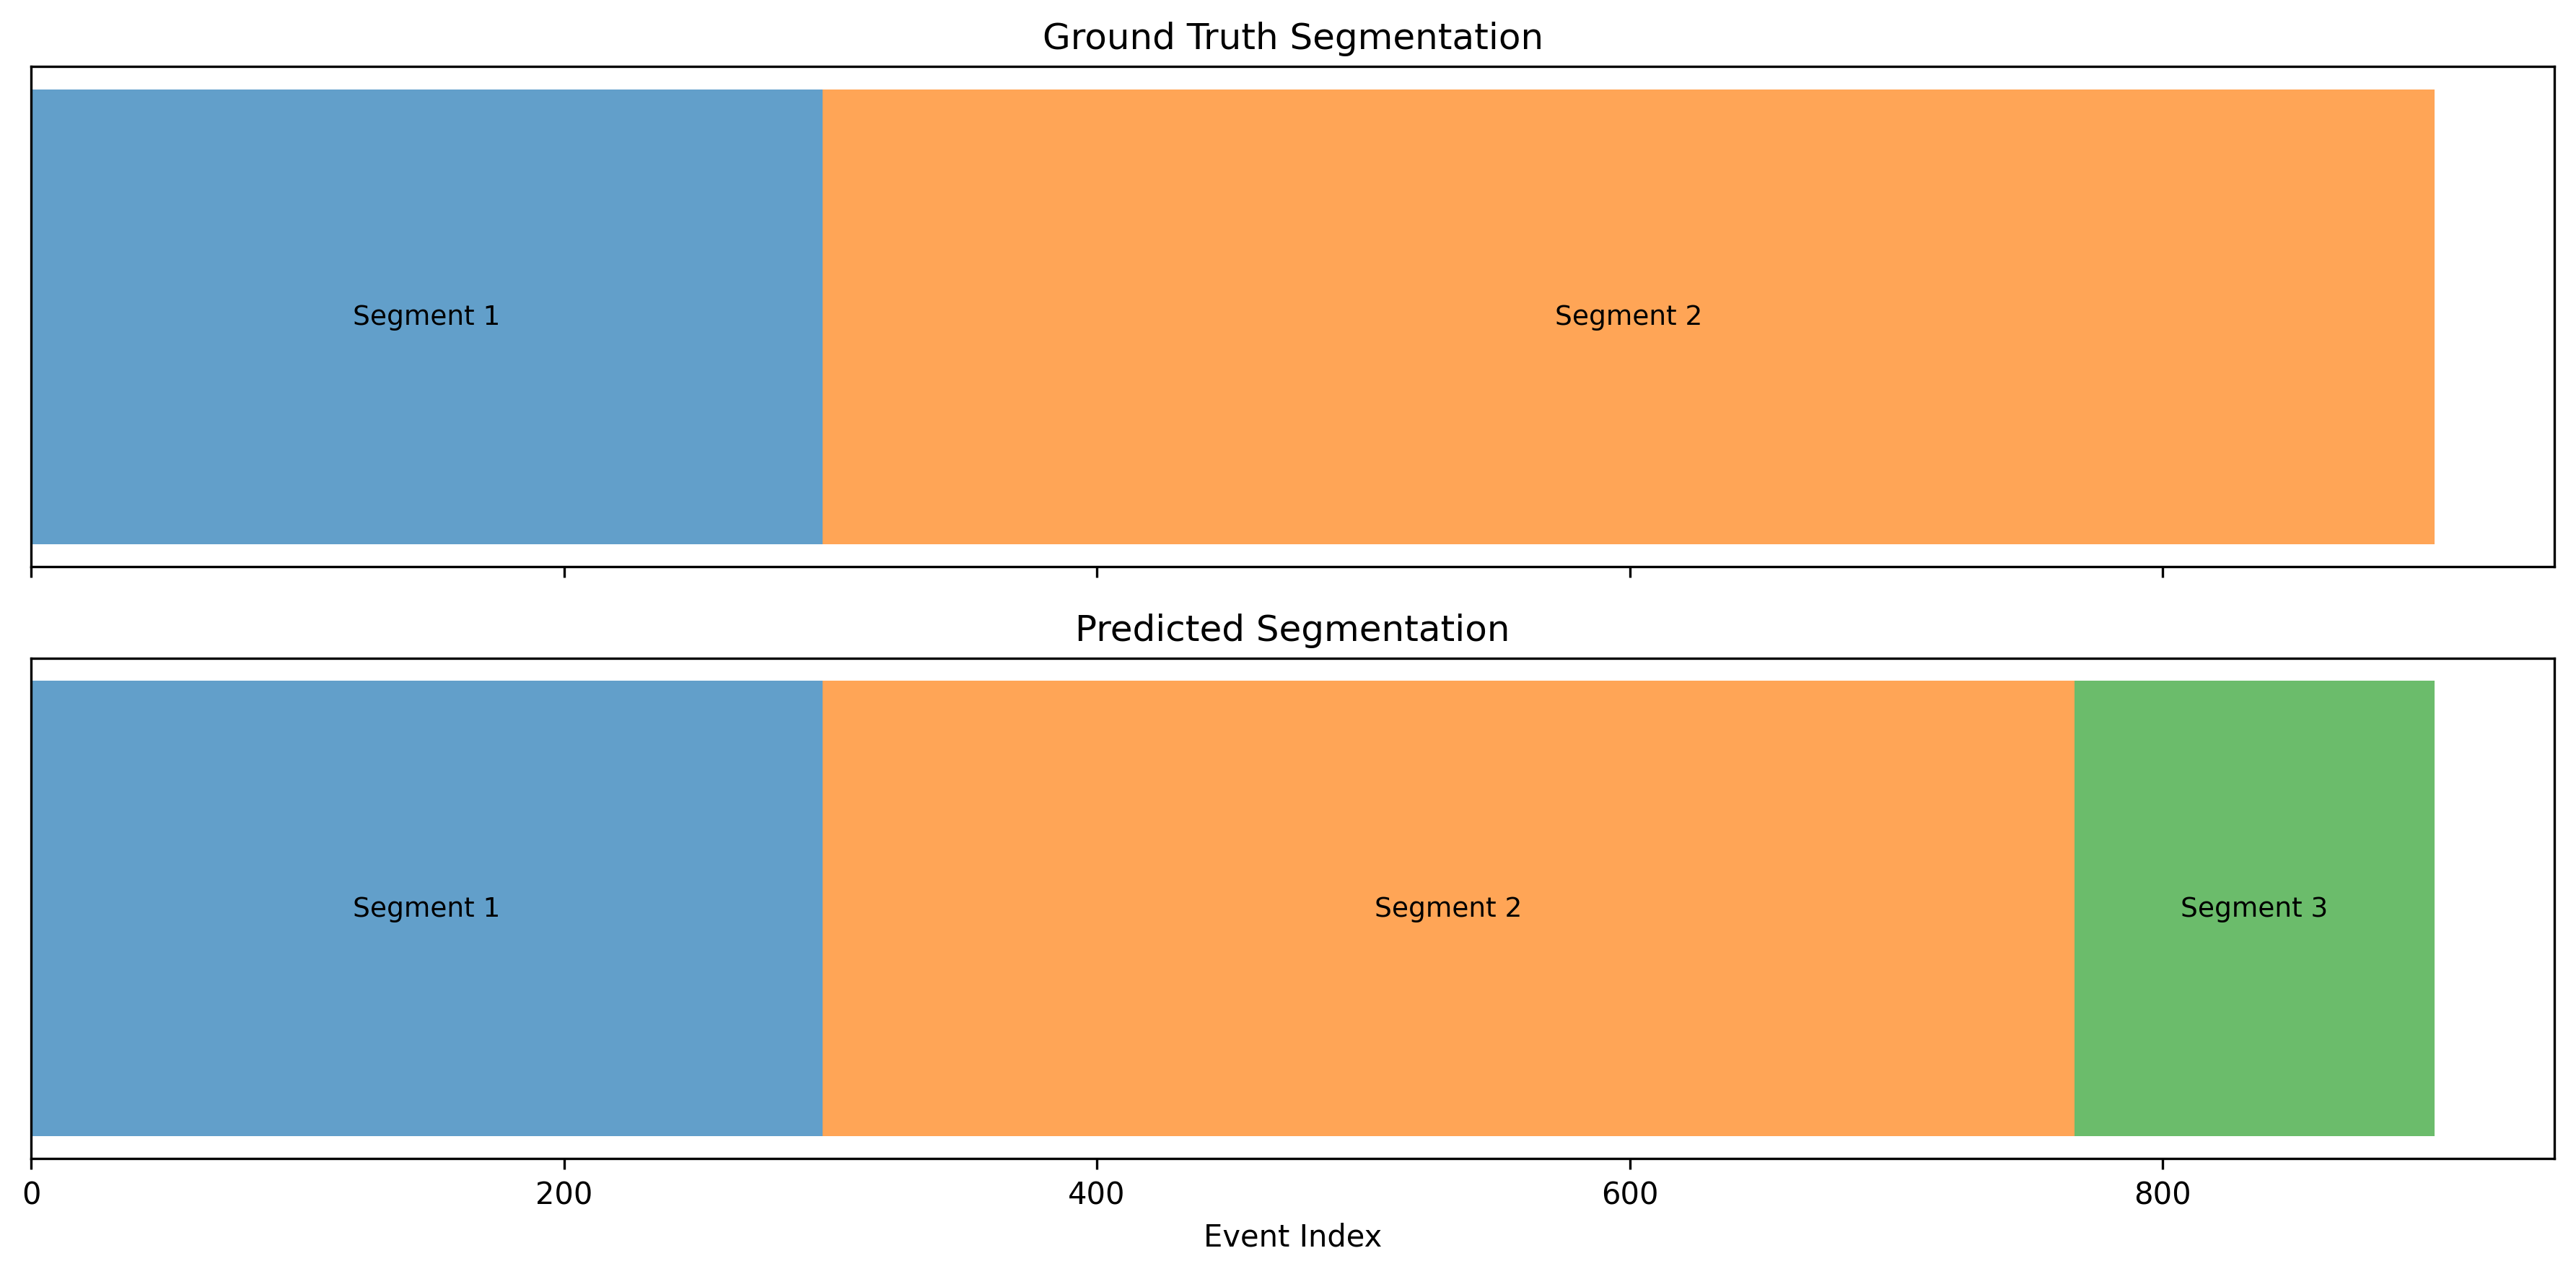 Ground Truth Segmentation
Segment 1
Segment 2
Predicted Segmentation
Segment 1
Segment 2
Segment 3
0
200
400
600
800
Event Index